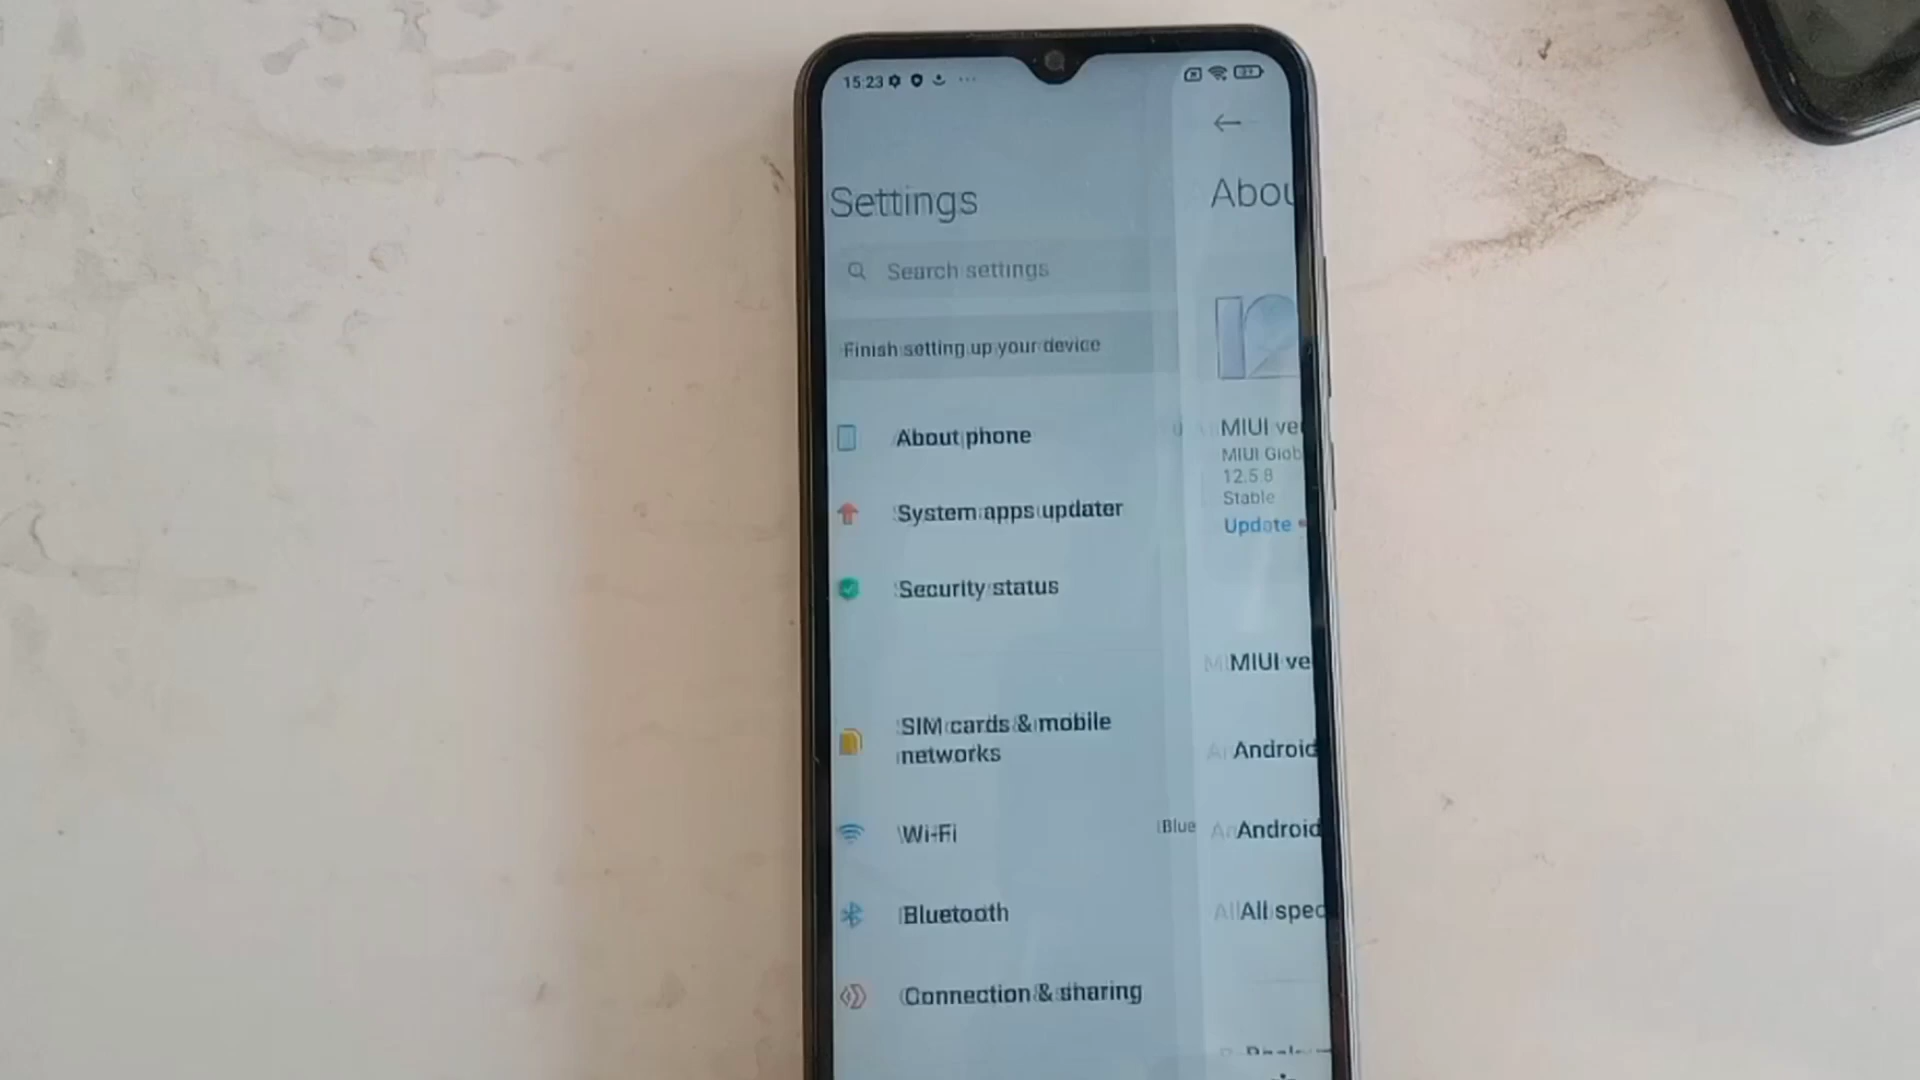 15:23
Settings
Search settings
Finish setting up your device
About phone
System apps updater
Security status
SIM cards & mobile
networks
Wi-Fi
Bluetooth
Connection & sharing
Abou
MIUI ver
MIUI Glob
12.5.8
Stable
Update
MIUI ve
Android
Blue
Android
All spec